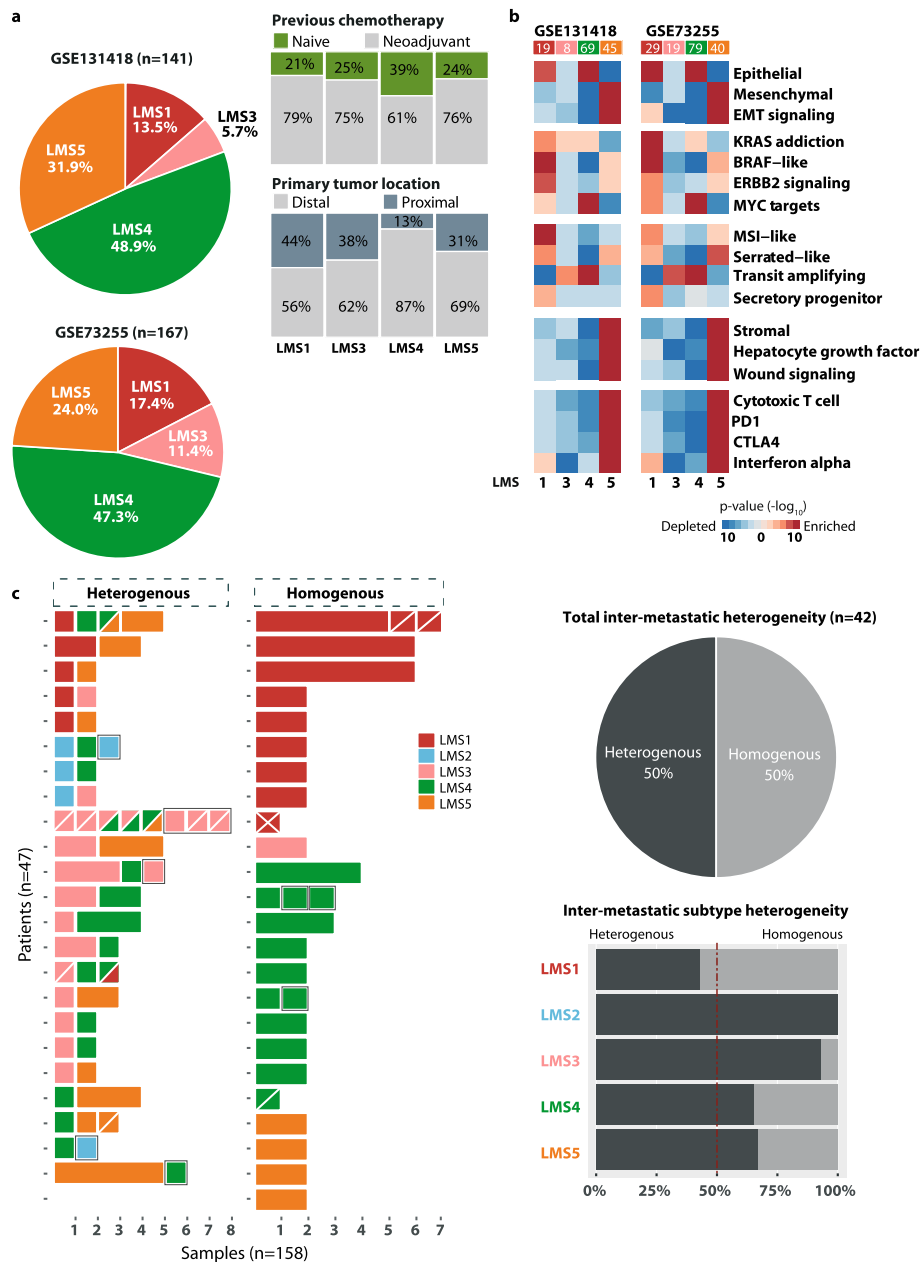 a
GSE131418 (n=141)
LMS1
13.5%
LMS3
5.7%
LMS5
31.9%
LMS4
48.9%
GSE73255 (n=167)
LMS5
24.0%
LMS1
17.4%
LMS3
11.4%
LMS4
47.3%
Previous chemotherapy
Naive Neoadjuvant
21% 25% 39% 24%
79% 75% 61% 76%
Primary tumor location
Distal Proximal
44% 38% 13% 31%
56% 62% 87% 69%
LMS1 LMS3 LMS4 LMS5
b
GSE131418 GSE73255
19 8 69 45 29 19 79 40
Epithelial
Mesenchymal
EMT signaling
KRAS addiction
BRAF−like
ERBB2 signaling
MYC targets
MSI−like
Serrated−like
Transit amplifying
Secretory progenitor
Stromal
Hepatocyte growth factor
Wound signaling
Cytotoxic T cell
PD1
CTLA4
Interferon alpha
LMS 1 3 4 5 1 3 4 5
p-value (-log10)
Depleted Enriched
10 0 10
c
Heterogenous Homogenous
LMS1
LMS2
LMS3
LMS4
LMS5
Patients (n=47)
1 2 3 4 5 6 7 8 1 2 3 4 5 6 7
Samples (n=158)
Total inter-metastatic heterogeneity (n=42)
Heterogenous
50%
Homogenous
50%
Inter-metastatic subtype heterogeneity
Heterogenous Homogenous
LMS1
LMS2
LMS3
LMS4
LMS5
0% 25% 50% 75% 100%